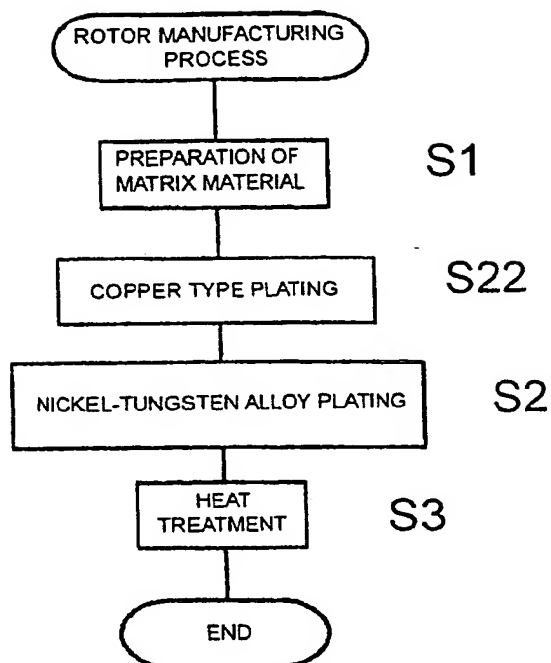 ROTOR MANUFACTURING
PROCESS
PREPARATION OF
MATRIX MATERIAL
S1
COPPER TYPE PLATING
S22
NICKEL-TUNGSTEN ALLOY PLATING
S2
HEAT
TREATMENT
S3
END